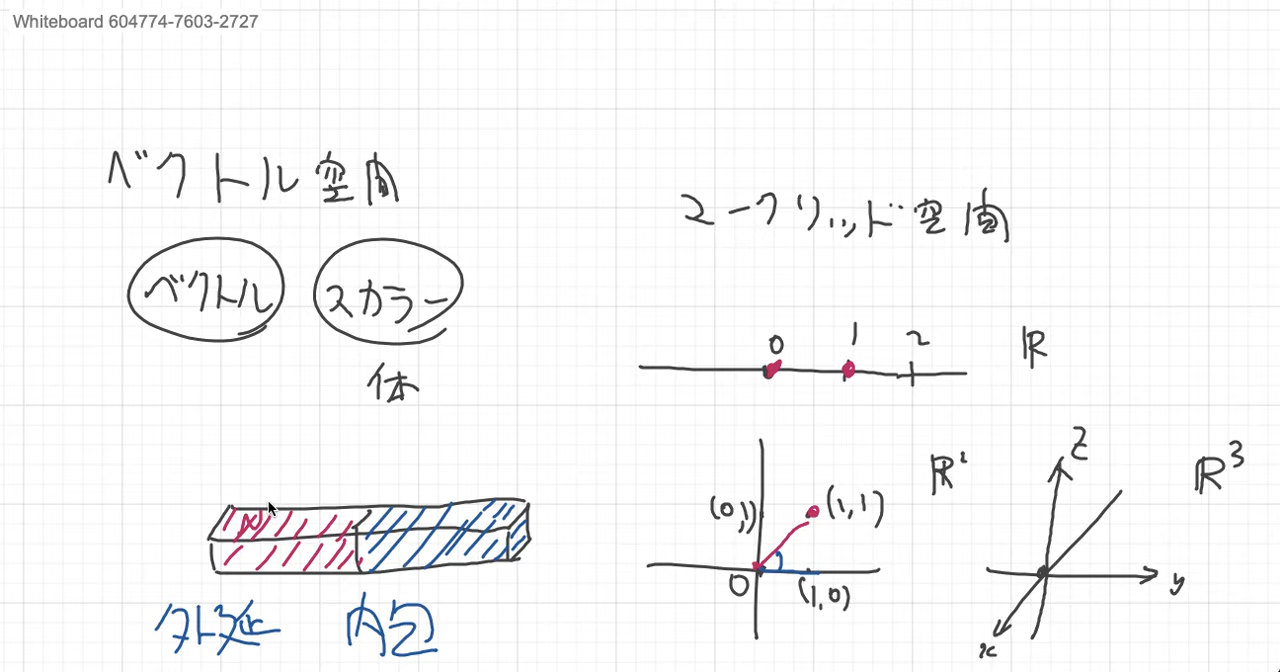 Whiteboard 604774-7603-2727
ベクトル空間
ベクトル
スカラー
体
外延
内包
ユークリッド空間
0 1 2
R
R²
(0,1)
(1,1)
0
(1,0)
R³
z
y
x